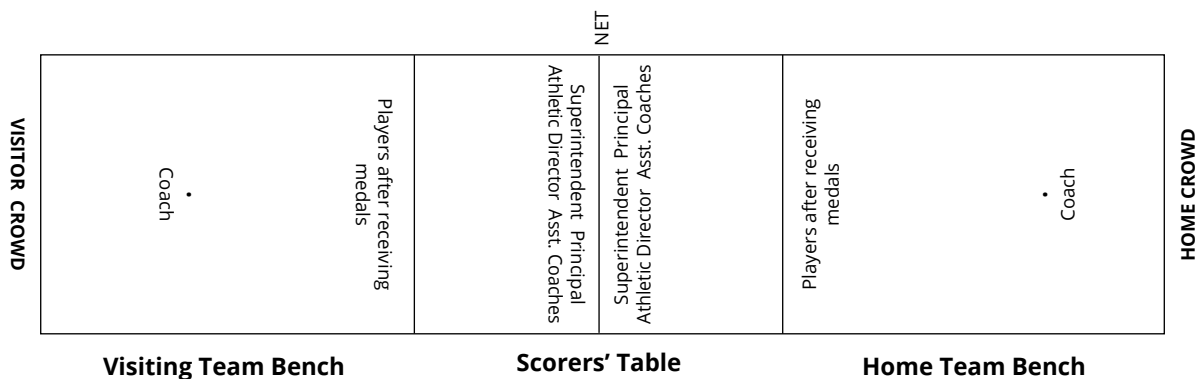 NET
VISITOR CROWD
Coach
Players after receiving
medals
Superintendent Principal
Athletic Director Asst. Coaches
Superintendent Principal
Athletic Director Asst. Coaches
Players after receiving
medals
Coach
HOME CROWD
Visiting Team Bench
Scorers’ Table
Home Team Bench